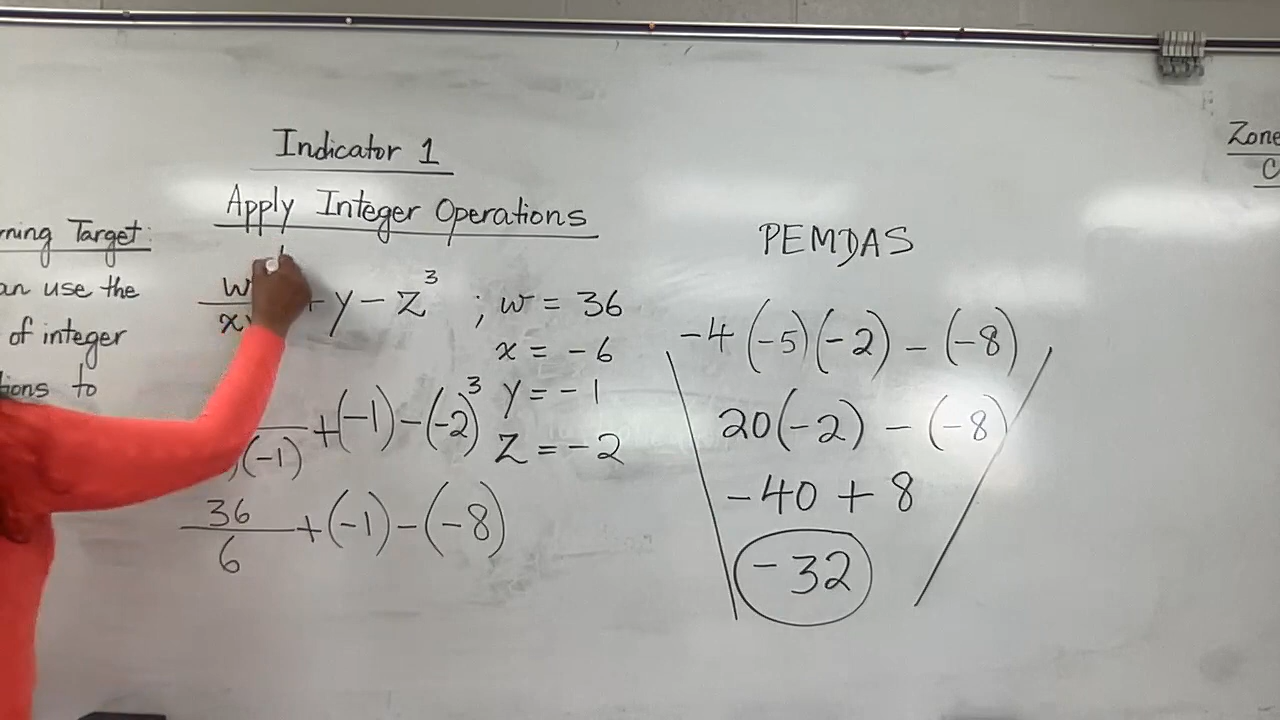 Indicator 1
Apply Integer Operations
rning Target:
an use the
of integer
tions to
w
x + y - z³ ; w = 36
x = -6
y = -1
z = -2
(-1) + (-1) - (-2)³
36
6 + (-1) - (-8)
PEMDAS
-4(-5)(-2) - (-8)
20(-2) - (-8)
-40 + 8
-32
Zone
C